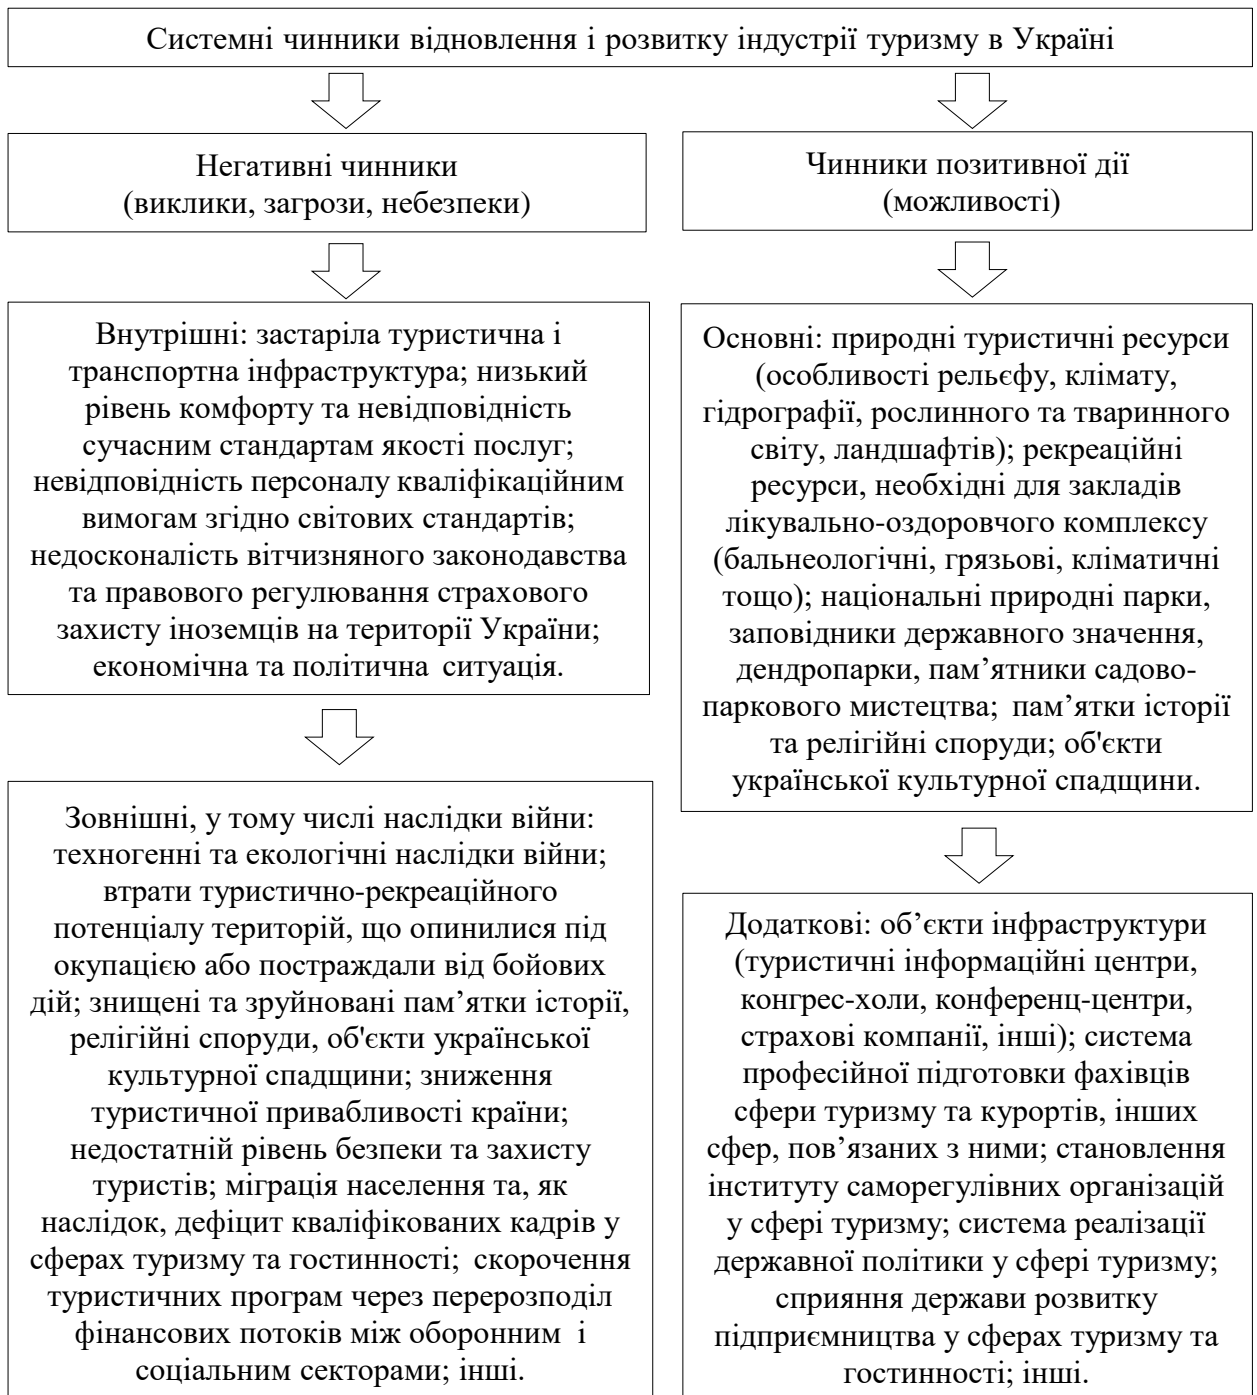 Системні чинники відновлення і розвитку індустрії туризму в Україні
Негативні чинники
(виклики, загрози, небезпеки)
Внутрішні: застаріла туристична і
транспортна інфраструктура; низький
рівень комфорту та невідповідність
сучасним стандартам якості послуг;
невідповідність персоналу кваліфікаційним
вимогам згідно світових стандартів;
недосконалість вітчизняного законодавства
та правового регулювання страхового
захисту іноземців на території України;
економічна та політична ситуація.
Зовнішні, у тому числі наслідки війни:
техногенні та екологічні наслідки війни;
втрати туристично-рекреаційного
потенціалу територій, що опинилися під
окупацією або постраждали від бойових
дій; знищені та зруйновані пам’ятки історії,
релігійні споруди, об'єкти української
культурної спадщини; зниження
туристичної привабливості країни;
недостатній рівень безпеки та захисту
туристів; міграція населення та, як
наслідок, дефіцит кваліфікованих кадрів у
сферах туризму та гостинності; скорочення
туристичних програм через перерозподіл
фінансових потоків між оборонним і
соціальним секторами; інші.
Чинники позитивної дії
(можливості)
Основні: природні туристичні ресурси
(особливості рельєфу, клімату,
гідрографії, рослинного та тваринного
світу, ландшафтів); рекреаційні
ресурси, необхідні для закладів
лікувально-оздоровчого комплексу
(бальнеологічні, грязьові, кліматичні
тощо); національні природні парки,
заповідники державного значення,
дендропарки, пам’ятники садово-
паркового мистецтва; пам’ятки історії
та релігійні споруди; об'єкти
української культурної спадщини.
Додаткові: об’єкти інфраструктури
(туристичні інформаційні центри,
конгрес-холи, конференц-центри,
страхові компанії, інші); система
професійної підготовки фахівців
сфери туризму та курортів, інших
сфер, пов’язаних з ними; становлення
інституту саморегулівних організацій
у сфері туризму; система реалізації
державної політики у сфері туризму;
сприяння держави розвитку
підприємництва у сферах туризму та
гостинності; інші.